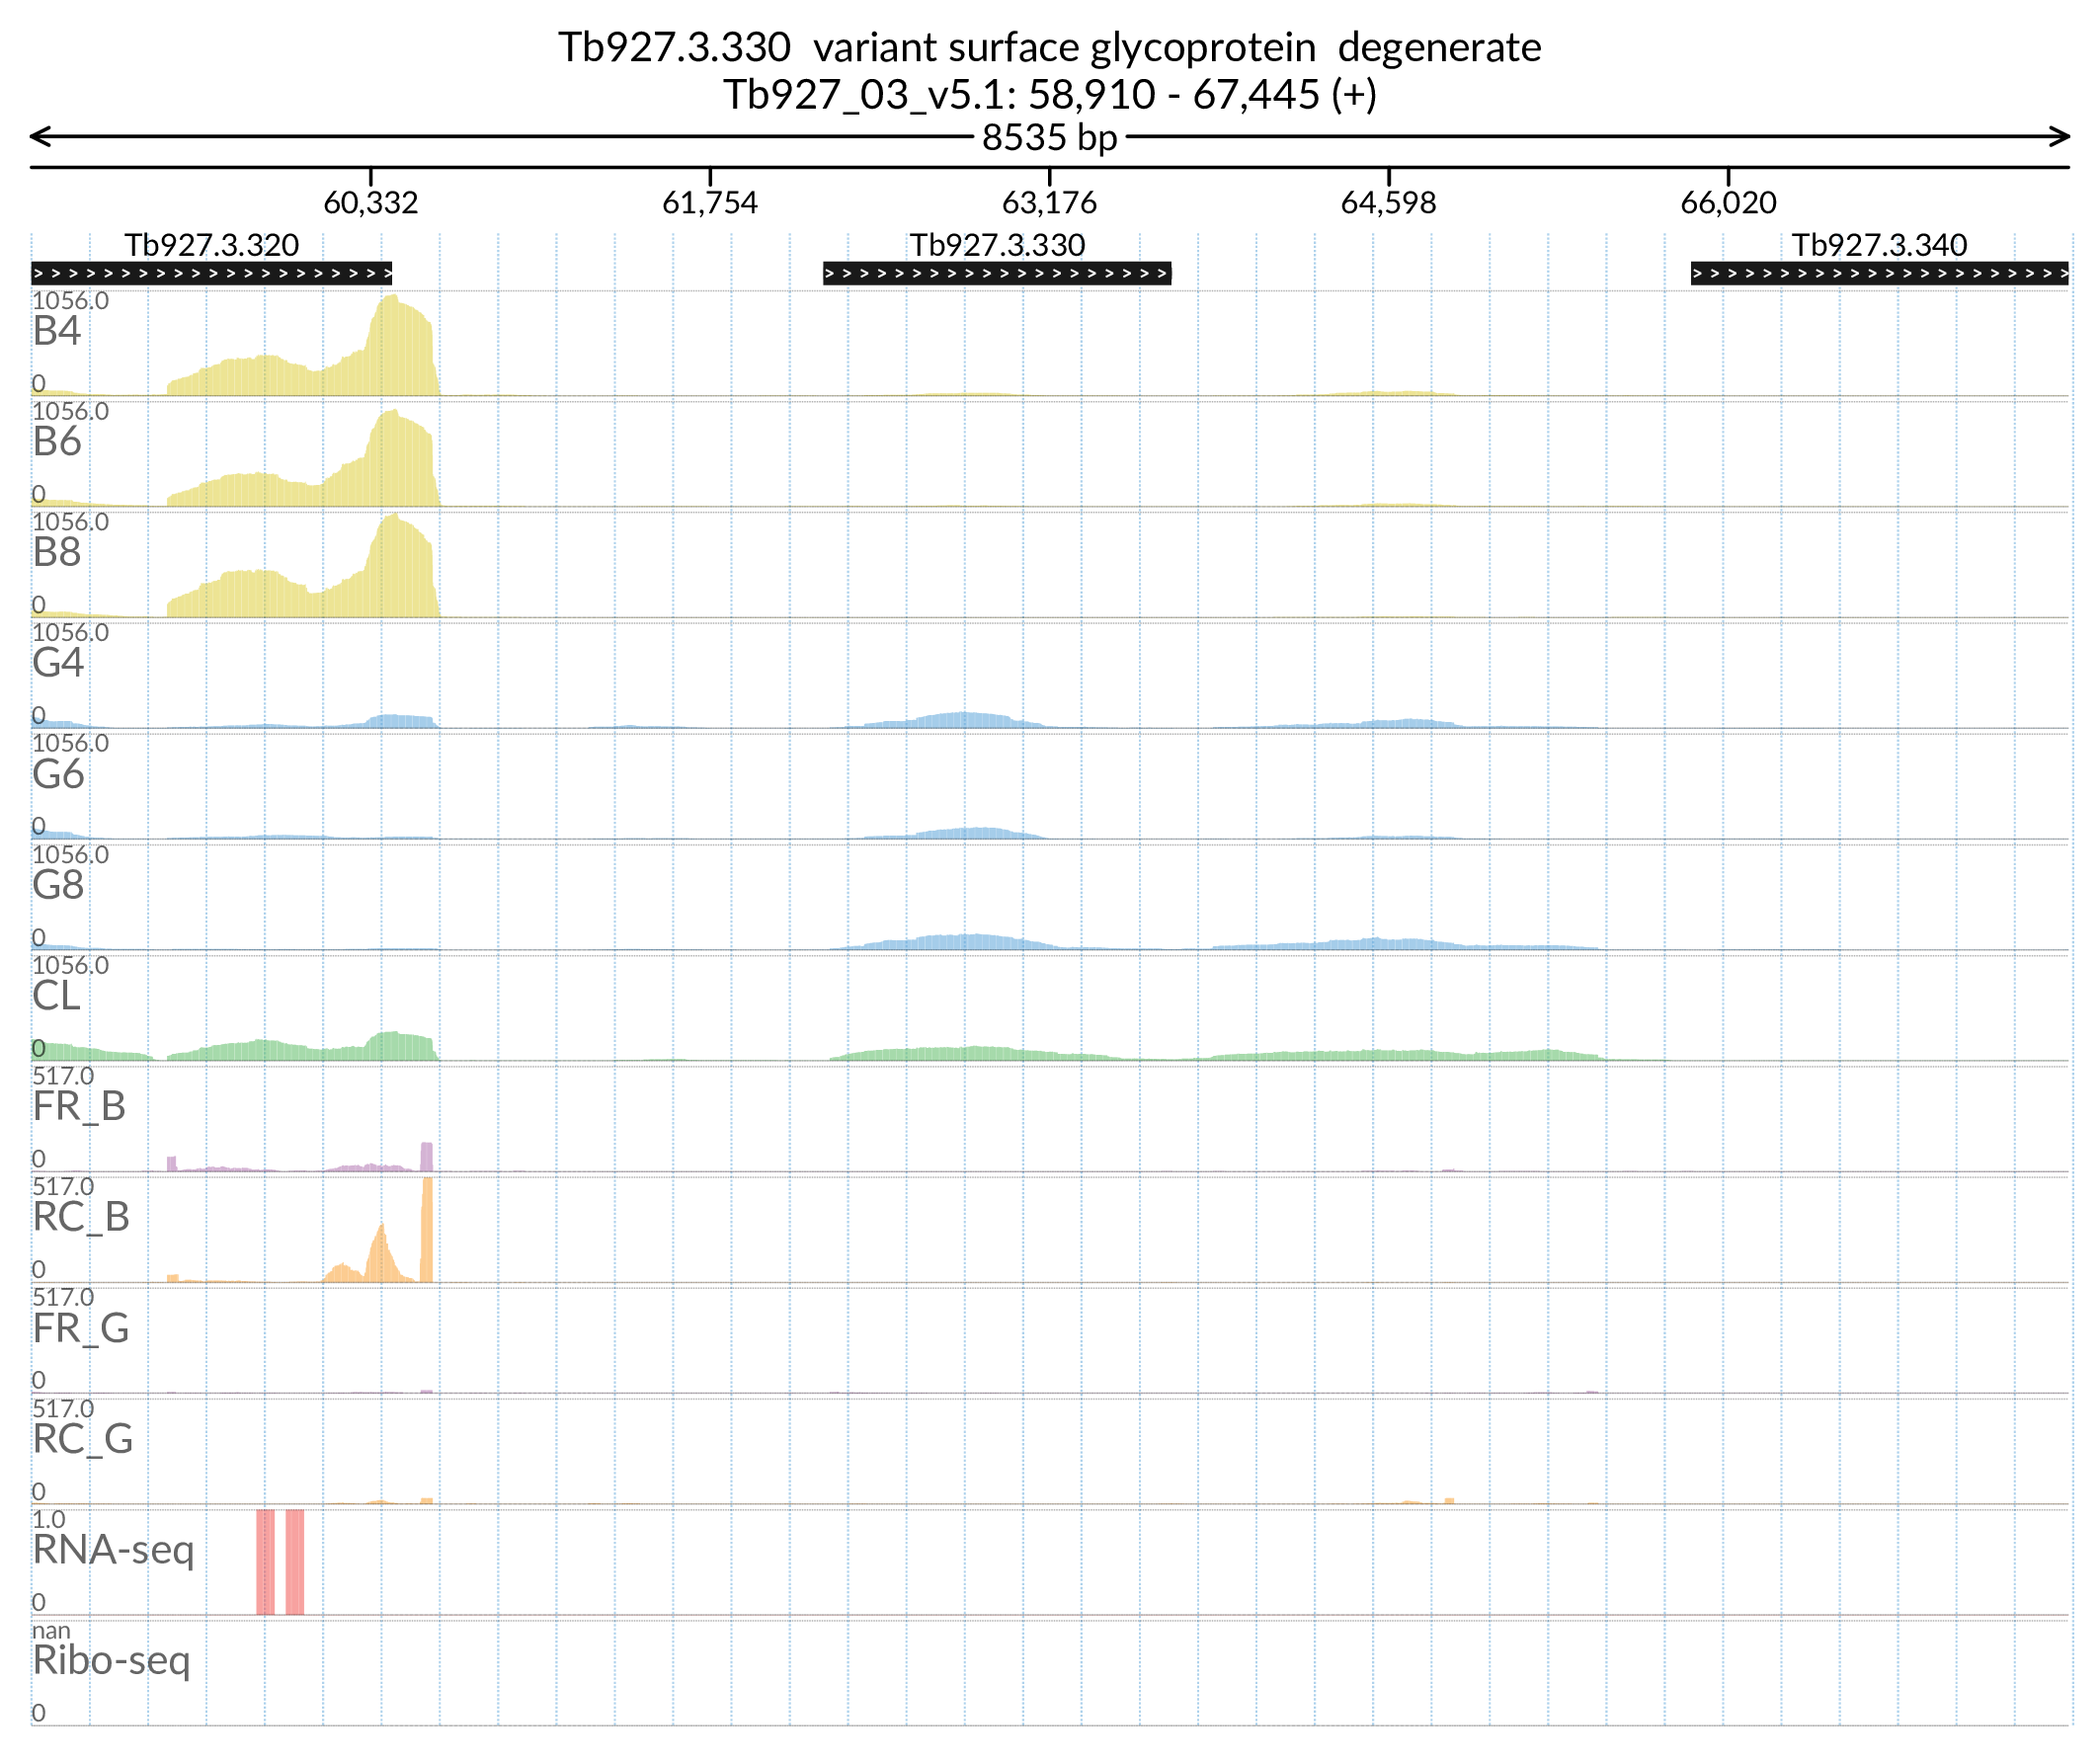 Tb927.3.330  variant surface glycoprotein  degenerate
Tb927_03_v5.1: 58,910 - 67,445 (+)
8535 bp
60,332 61,754 63,176 64,598 66,020
Tb927.3.320 Tb927.3.330 Tb927.3.340
1056.0
B4
0
1056.0
B6
0
1056.0
B8
0
1056.0
G4
0
1056.0
G6
0
1056.0
G8
0
1056.0
CL
0
517.0
FR_B
0
517.0
RC_B
0
517.0
FR_G
0
517.0
RC_G
0
1.0
RNA-seq
0
nan
Ribo-seq
0